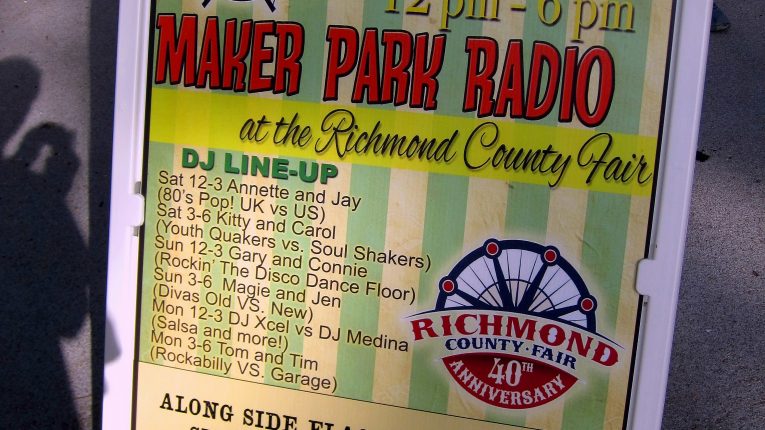 12 pm - 6 pm
MAKER PARK RADIO
at the Richmond County Fair
DJ LINE-UP
Sat 12-3 Annette and Jay
(80's Pop! UK vs US)
Sat 3-6 Kitty and Carol
(Youth Quakers vs. Soul Shakers)
Sun 12-3 Gary and Connie
(Rockin' The Disco Dance Floor)
Sun 3-6 Magie and Jen
(Divas Old VS. New)
Mon 12-3 DJ Xcel vs DJ Medina
(Salsa and more!)
Mon 3-6 Tom and Tim
(Rockabilly VS. Garage)
RICHMOND
COUNTY·FAIR
40TH
ANNIVERSARY
ALONG SIDE